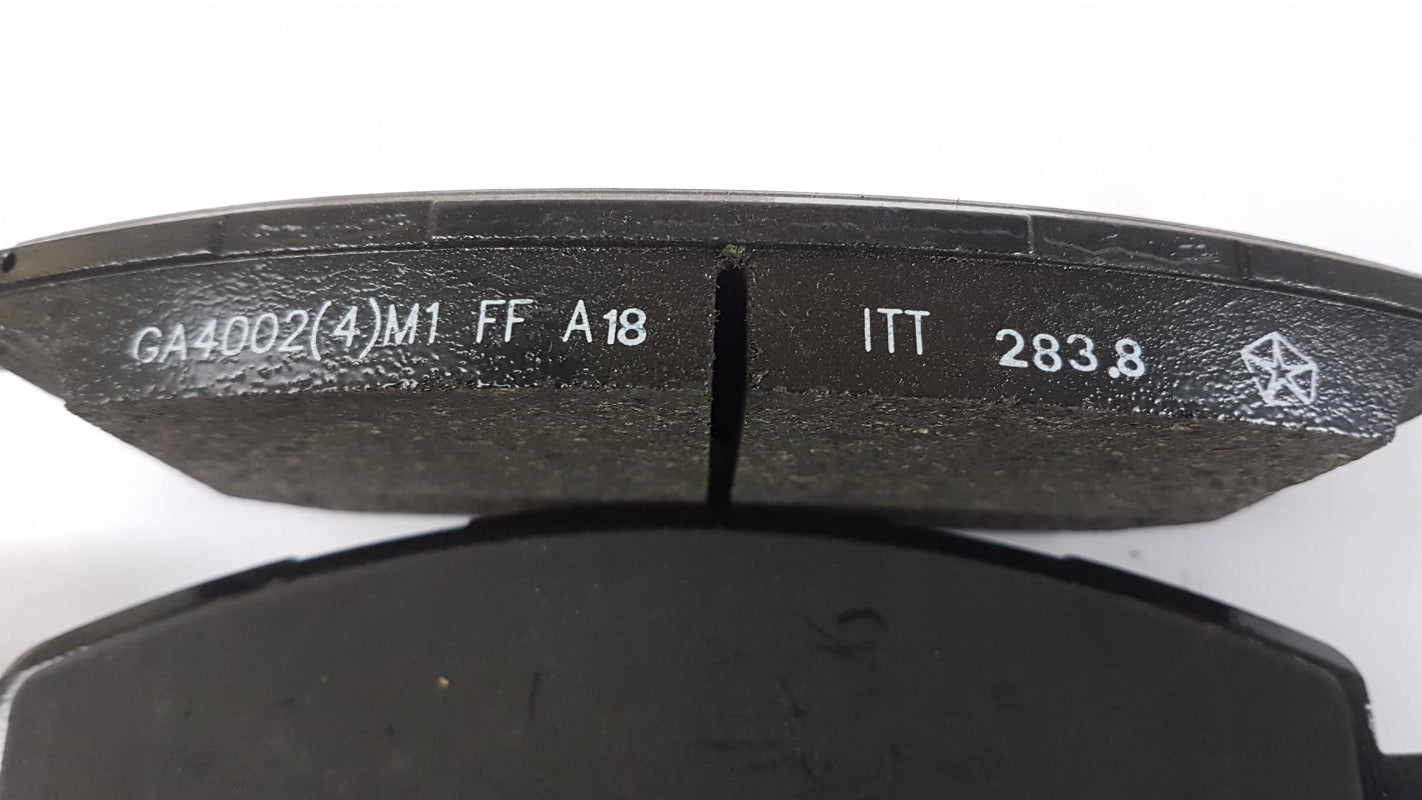 GA4002(4)M1 FF A18 ITT 283.8